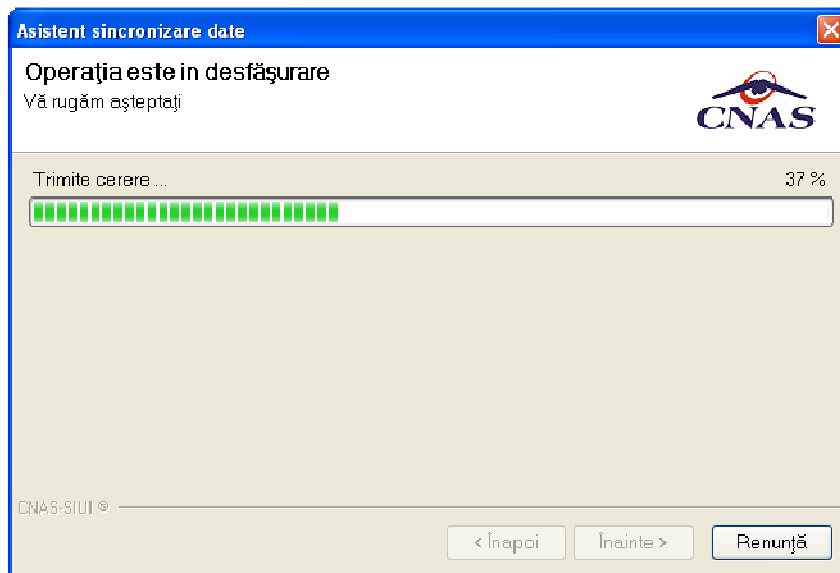 Asistent sincronizare date
Operaţia este in desfăşurare
Vă rugăm aşteptaţi
CNAS
Trimite cerere ...
37 %
CNAS-SIUI ®
< Înapoi
Înainte >
Renunţă